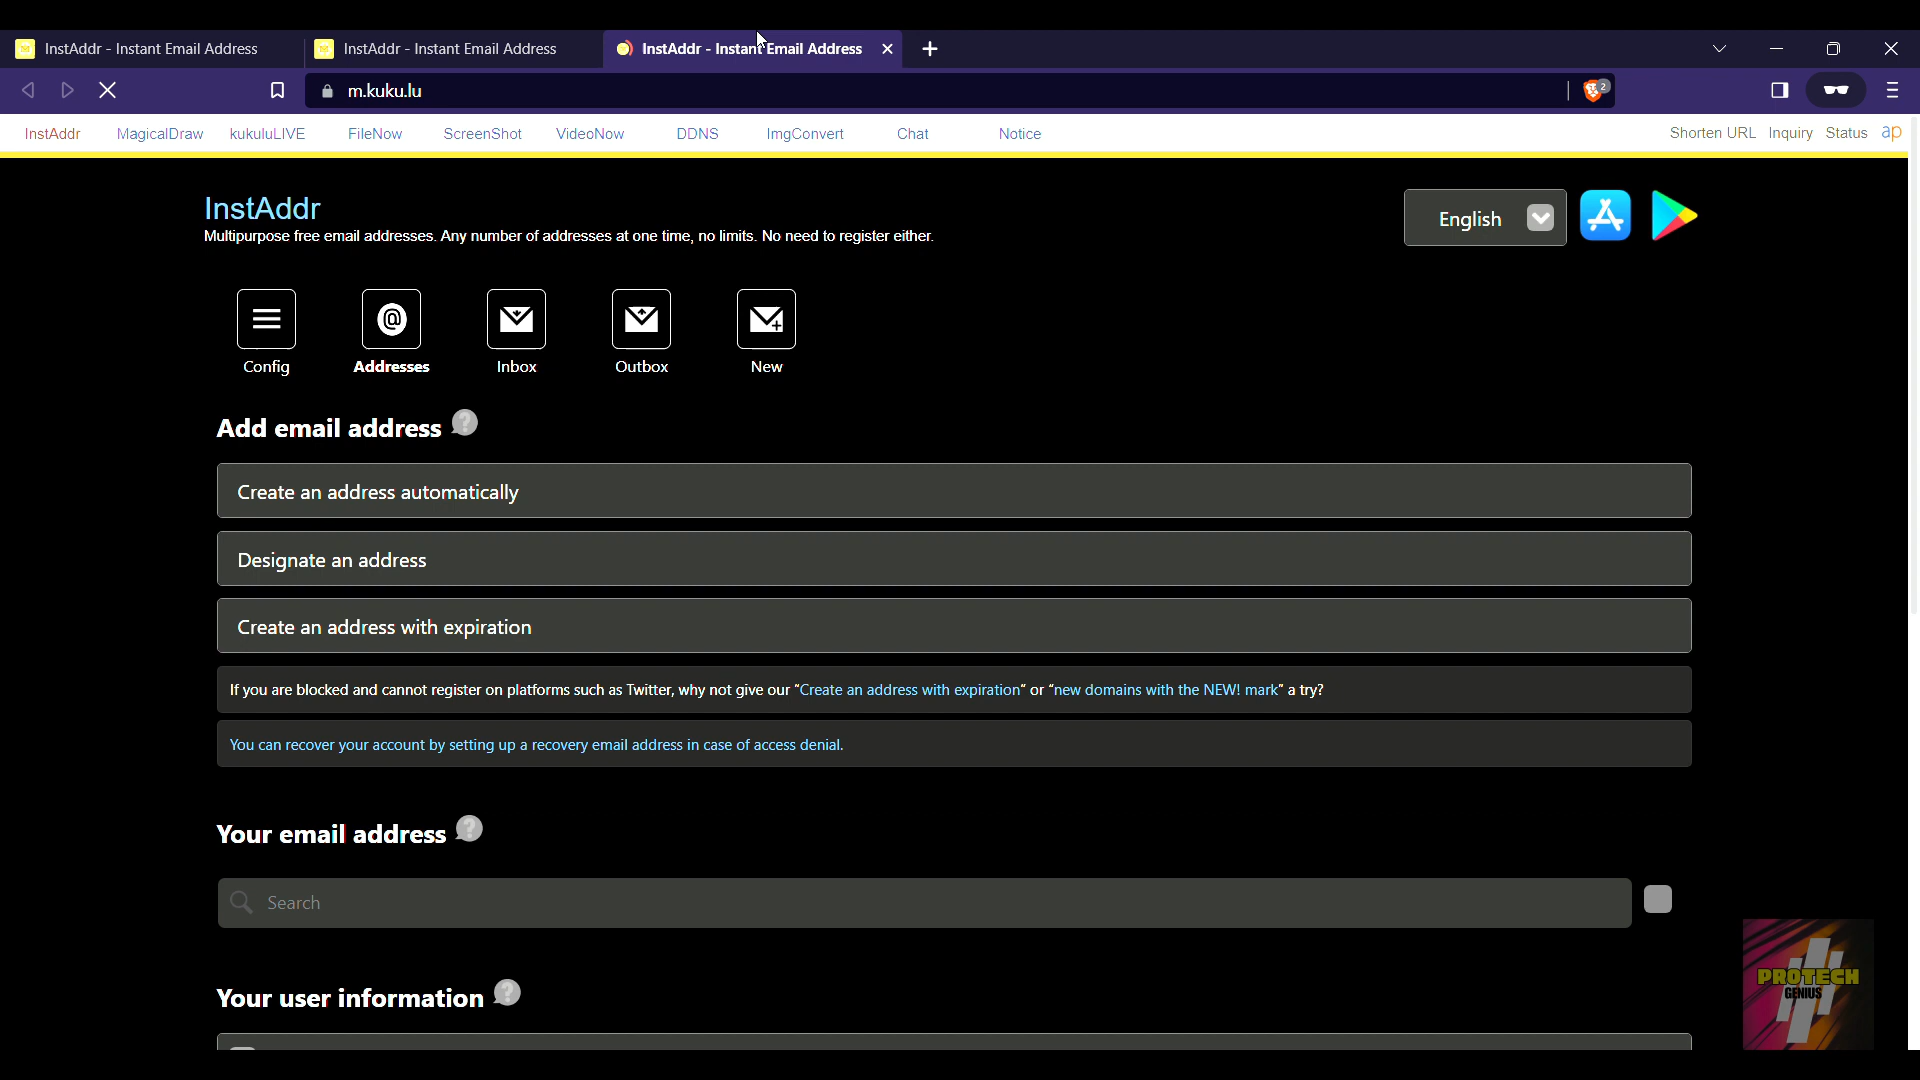 InstAddr - Instant Email Address
InstAddr - Instant Email Address
InstAddr - Instant Email Address
m.kuku.lu
2
InstAddr MagicalDraw kukuluLIVE FileNow ScreenShot VideoNow DDNS ImgConvert Chat Notice Shorten URL Inquiry Status ap
InstAddr
Multipurpose free email addresses. Any number of addresses at one time, no limits. No need to register either.
English
Config Addresses Inbox Outbox New
Add email address ?
Create an address automatically
Designate an address
Create an address with expiration
If you are blocked and cannot register on platforms such as Twitter, why not give our "Create an address with expiration" or "new domains with the NEW! mark" a try?
You can recover your account by setting up a recovery email address in case of access denial.
Your email address ?
Search
Your user information ?
PROTECH
GENIUS